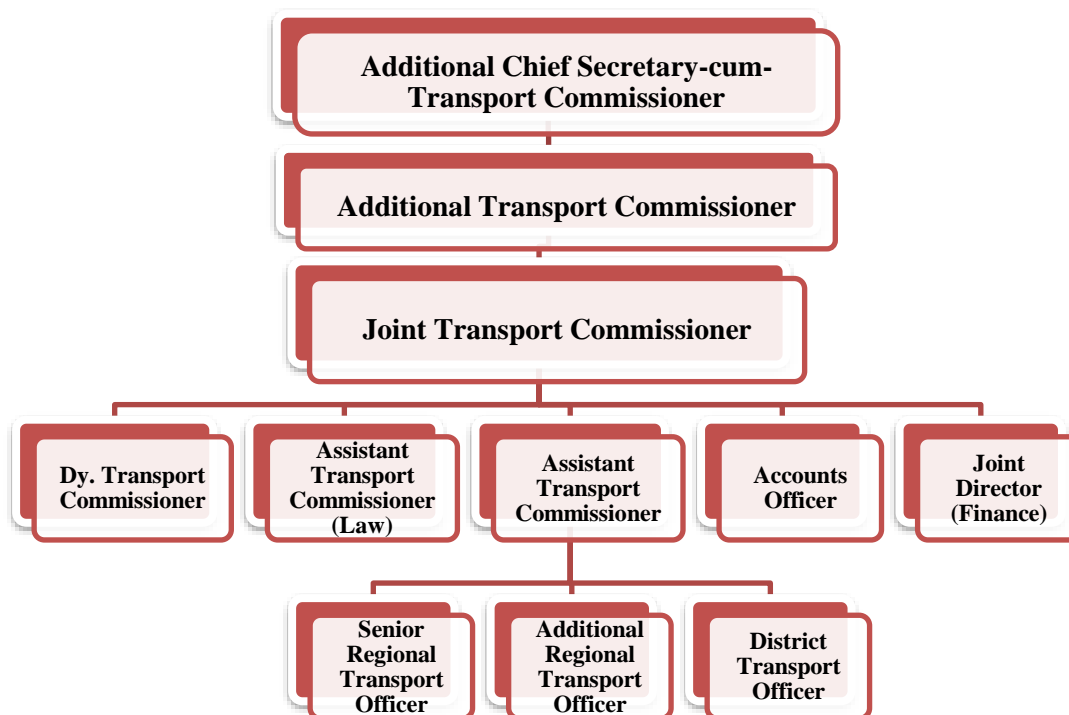 Additional Chief Secretary-cum-
Transport Commissioner
Additional Transport Commissioner
Joint Transport Commissioner
Dy. Transport
Commissioner
Assistant
Transport
Commissioner
(Law)
Assistant
Transport
Commissioner
Accounts
Officer
Joint
Director
(Finance)
Senior
Regional
Transport
Officer
Additional
Regional
Transport
Officer
District
Transport
Officer